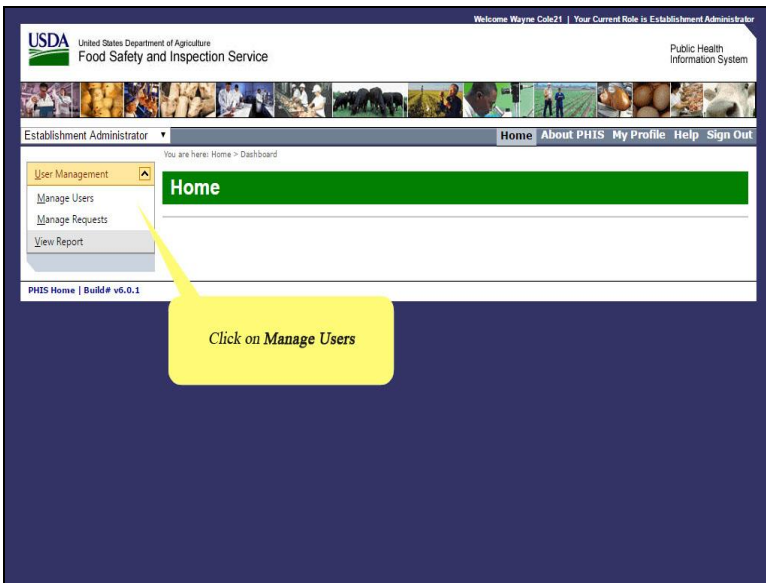 Welcome Wayne Cole21 | Your Current Role is Establishment Administrator
USDA
United States Department of Agriculture
Food Safety and Inspection Service
Public Health
Information System
Establishment Administrator
Home About PHIS My Profile Help Sign Out
You are here: Home > Dashboard
User Management
Home
Manage Users
Manage Requests
View Report
PHIS Home | Build# v6.0.1
Click on Manage Users